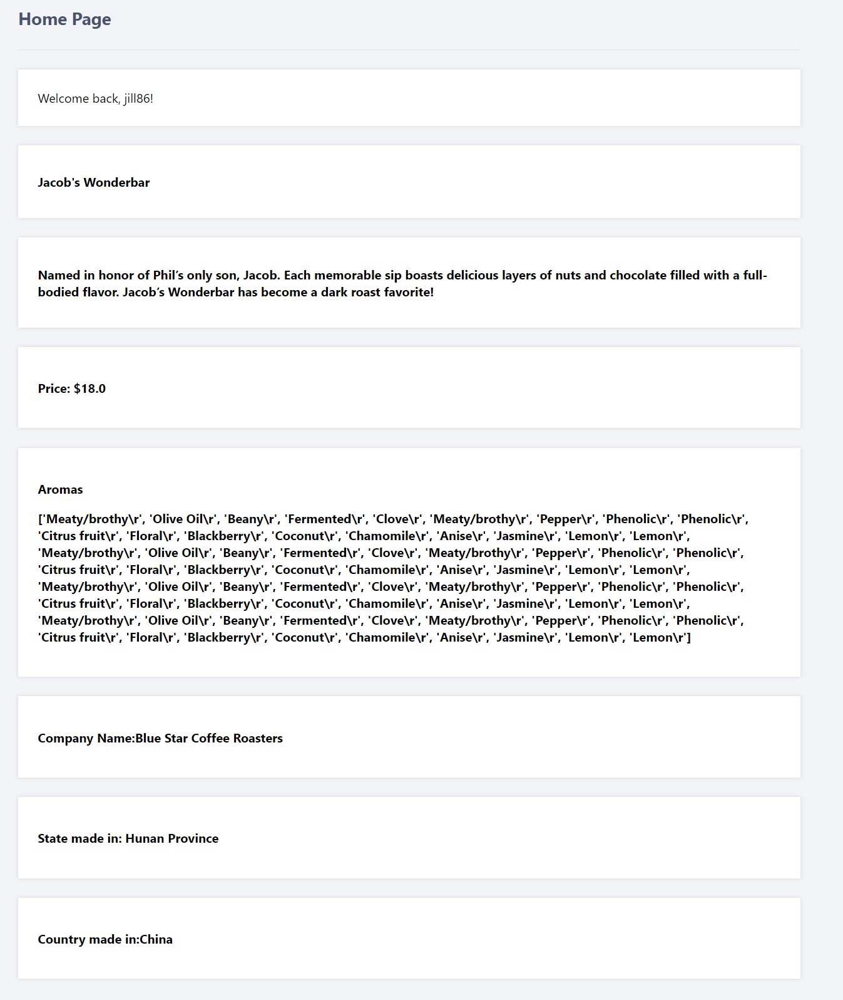 Home Page
Welcome back, jill86!
Jacob's Wonderbar
Named in honor of Phil’s only son, Jacob. Each memorable sip boasts delicious layers of nuts and chocolate filled with a full-
bodied flavor. Jacob’s Wonderbar has become a dark roast favorite!
Price: $18.0
Aromas
['Meaty/brothy\r', 'Olive Oil\r', 'Beany\r', 'Fermented\r', 'Clove\r', 'Meaty/brothy\r', 'Pepper\r', 'Phenolic\r', 'Phenolic\r',
'Citrus fruit\r', 'Floral\r', 'Blackberry\r', 'Coconut\r', 'Chamomile\r', 'Anise\r', 'Jasmine\r', 'Lemon\r', 'Lemon\r',
'Meaty/brothy\r', 'Olive Oil\r', 'Beany\r', 'Fermented\r', 'Clove\r', 'Meaty/brothy\r', 'Pepper\r', 'Phenolic\r', 'Phenolic\r',
'Citrus fruit\r', 'Floral\r', 'Blackberry\r', 'Coconut\r', 'Chamomile\r', 'Anise\r', 'Jasmine\r', 'Lemon\r', 'Lemon\r',
'Meaty/brothy\r', 'Olive Oil\r', 'Beany\r', 'Fermented\r', 'Clove\r', 'Meaty/brothy\r', 'Pepper\r', 'Phenolic\r', 'Phenolic\r',
'Citrus fruit\r', 'Floral\r', 'Blackberry\r', 'Coconut\r', 'Chamomile\r', 'Anise\r', 'Jasmine\r', 'Lemon\r', 'Lemon\r',
'Meaty/brothy\r', 'Olive Oil\r', 'Beany\r', 'Fermented\r', 'Clove\r', 'Meaty/brothy\r', 'Pepper\r', 'Phenolic\r', 'Phenolic\r',
'Citrus fruit\r', 'Floral\r', 'Blackberry\r', 'Coconut\r', 'Chamomile\r', 'Anise\r', 'Jasmine\r', 'Lemon\r', 'Lemon\r']
Company Name:Blue Star Coffee Roasters
State made in: Hunan Province
Country made in:China